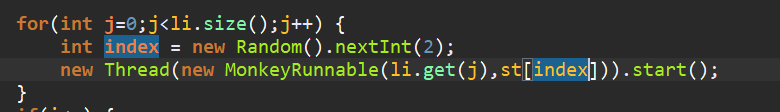 for(int j=0;j<li.size();j++) {
int index = new Random().nextInt(2);
new Thread(new MonkeyRunnable(li.get(j),st[index])).start();
}